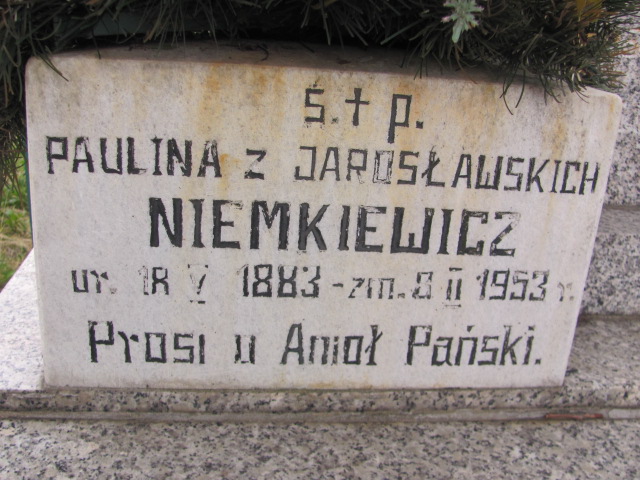 ś.†p.
PAULINA z JAROSŁAWSKICH
NIEMKIEWICZ
ur. 18 V 1883 - zm. 8 II 1953 r.
Prosi o Anioł Pański.